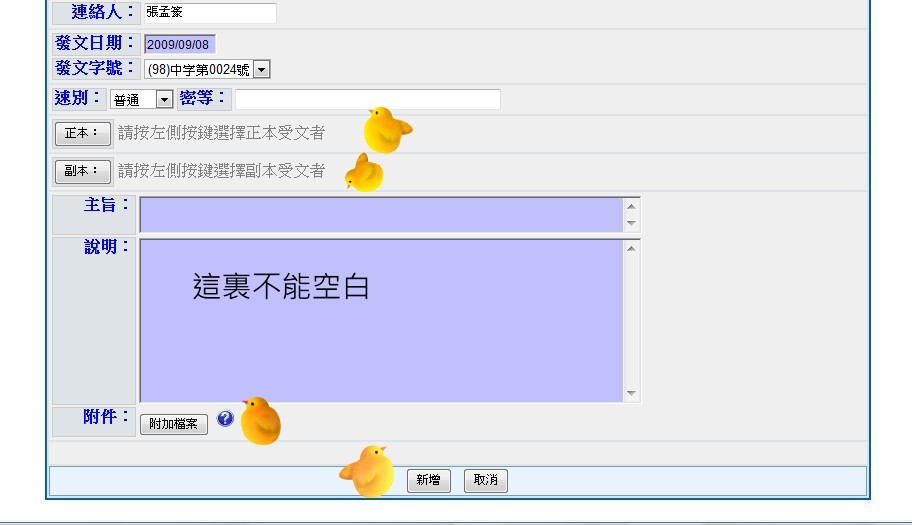 連絡人： 張孟筞
發文日期： 2009/09/08
發文字號： (98)中字第0024號
速別： 普通 密等：
正本： 請按左側按鍵選擇正本受文者
副本： 請按左側按鍵選擇副本受文者
主旨：
說明：
這裏不能空白
附件： 附加檔案 ?
新增 取消